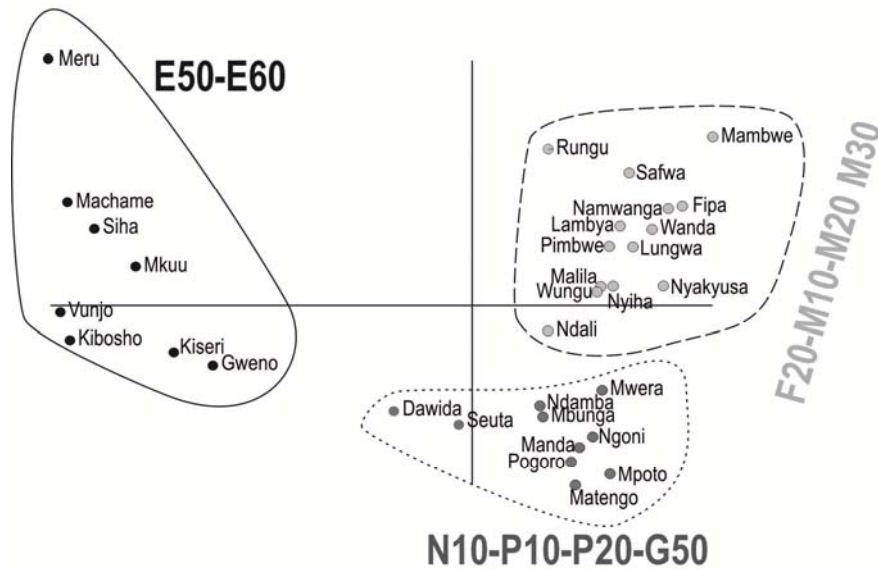 Meru
E50-E60
Machame
Siha
Mkuu
Vunjo
Kibosho
Kiseri
Gweno
Rungu
Mambwe
Safwa
Namwanga
Fipa
Lambya
Wanda
Pimbwe
Lungwa
Malila
Wungu
Nyiha
Nyakyusa
Ndali
F20-M10-M20 M30
Dawida
Seuta
Ndamba
Mwera
Mbunga
Ngoni
Manda
Pogoro
Mpoto
Matengo
N10-P10-P20-G50